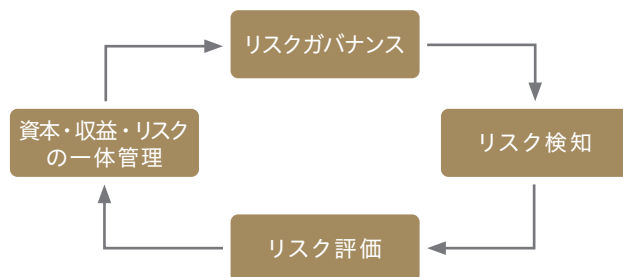 リスクガバナンス
資本・収益・リスク
の一体管理
リスク検知
リスク評価